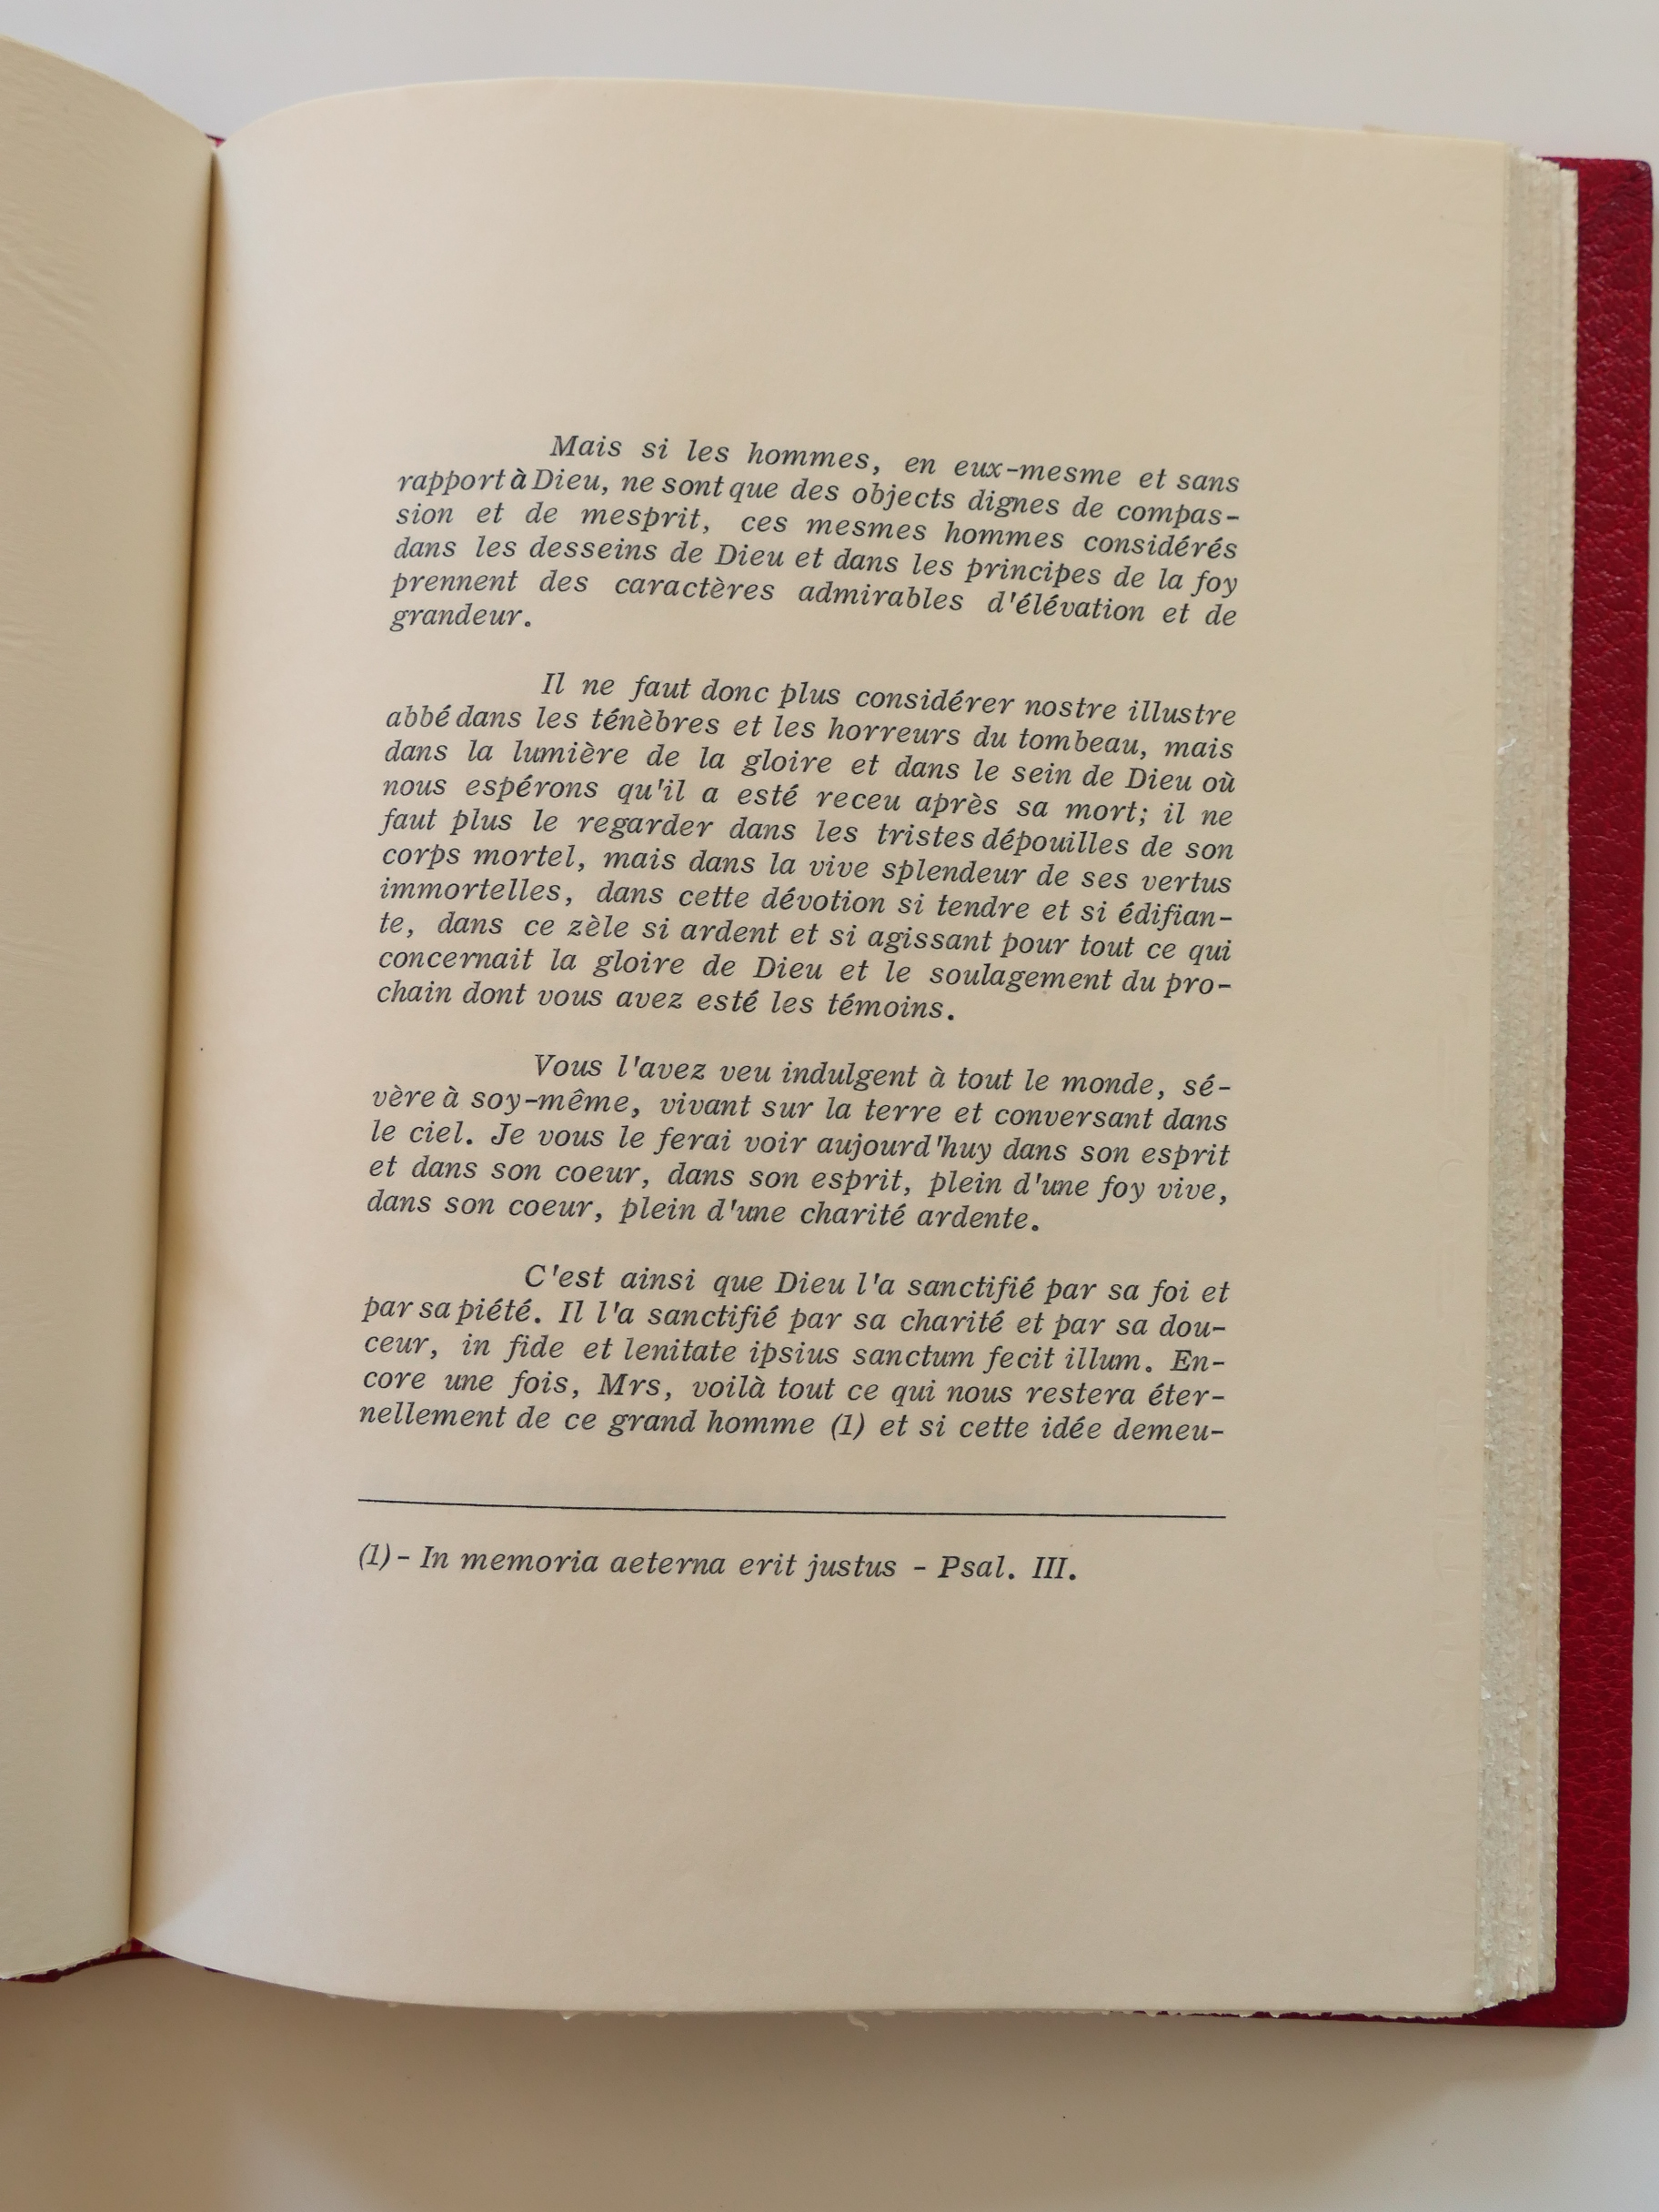 Mais si les hommes, en eux-mesme et sans
rapport à Dieu, ne sont que des objects dignes de compas-
sion et de mesprit, ces mesmes hommes considérés
dans les desseins de Dieu et dans les principes de la foy
prennent des caractères admirables d'élévation et de
grandeur.
Il ne faut donc plus considérer nostre illustre
abbé dans les ténèbres et les horreurs du tombeau, mais
dans la lumière de la gloire et dans le sein de Dieu où
nous espérons qu'il a esté receu après sa mort; il ne
faut plus le regarder dans les tristes dépouilles de son
corps mortel, mais dans la vive splendeur de ses vertus
immortelles, dans cette dévotion si tendre et si édifian-
te, dans ce zèle si ardent et si agissant pour tout ce qui
concernait la gloire de Dieu et le soulagement du pro-
chain dont vous avez esté les témoins.
Vous l'avez veu indulgent à tout le monde, sé-
vère à soy-même, vivant sur la terre et conversant dans
le ciel. Je vous le ferai voir aujourd'huy dans son esprit
et dans son coeur, dans son esprit, plein d'une foy vive,
dans son coeur, plein d'une charité ardente.
C'est ainsi que Dieu l'a sanctifié par sa foi et
par sa piété. Il l'a sanctifié par sa charité et par sa dou-
ceur, in fide et lenitate ipsius sanctum fecit illum. En-
core une fois, Mrs, voilà tout ce qui nous restera éter-
nellement de ce grand homme (1) et si cette idée demeu-
(1) - In memoria aeterna erit justus - Psal. III.